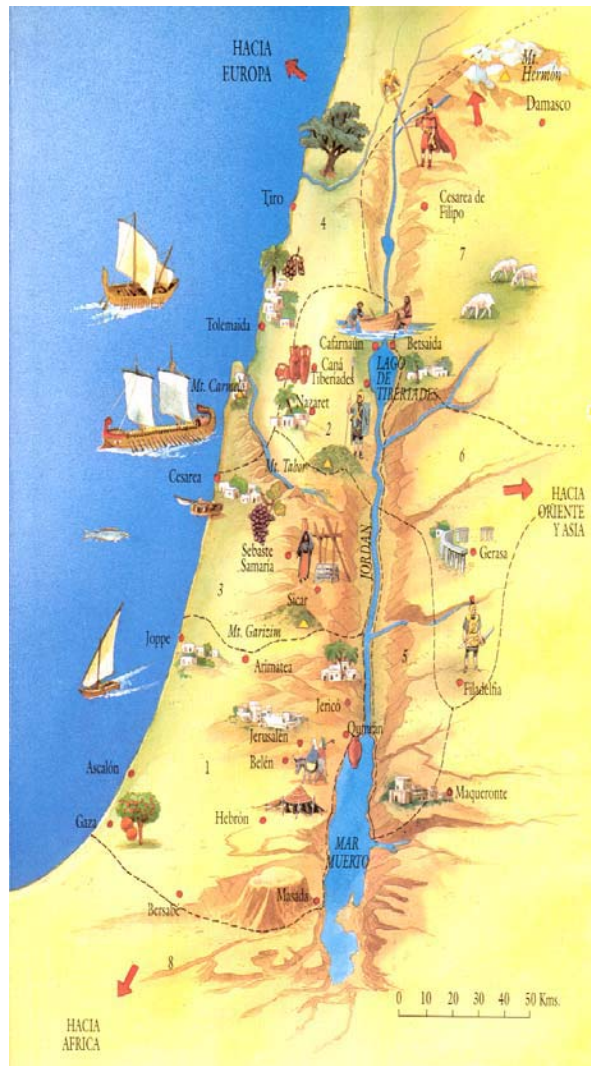 HACIA
EUROPA
Mt.
Hermón
Damasco
Tiro
Cesarea de
Filipo
4
7
Tolemaida
Cafarnaún
Betsaida
Caná
Tiberiades
LAGO
DE
TIBERIADES
Mt. Carmelo
Nazaret
2
Mt. Tabor
6
Cesarea
HACIA
ORIENTE
Y ASIA
JORDAN
Gerasa
Sebaste
Samaria
Sicar
3
Mt. Garizim
Joppe
Arimatea
5
Filadelfia
Jericó
Jerusalén
Qumrán
Belén
1
Ascalón
Maqueronte
Gaza
Hebrón
MAR
MUERTO
Bersabé
Masada
8
0 10 20 30 40 50 Kms.
HACIA
AFRICA